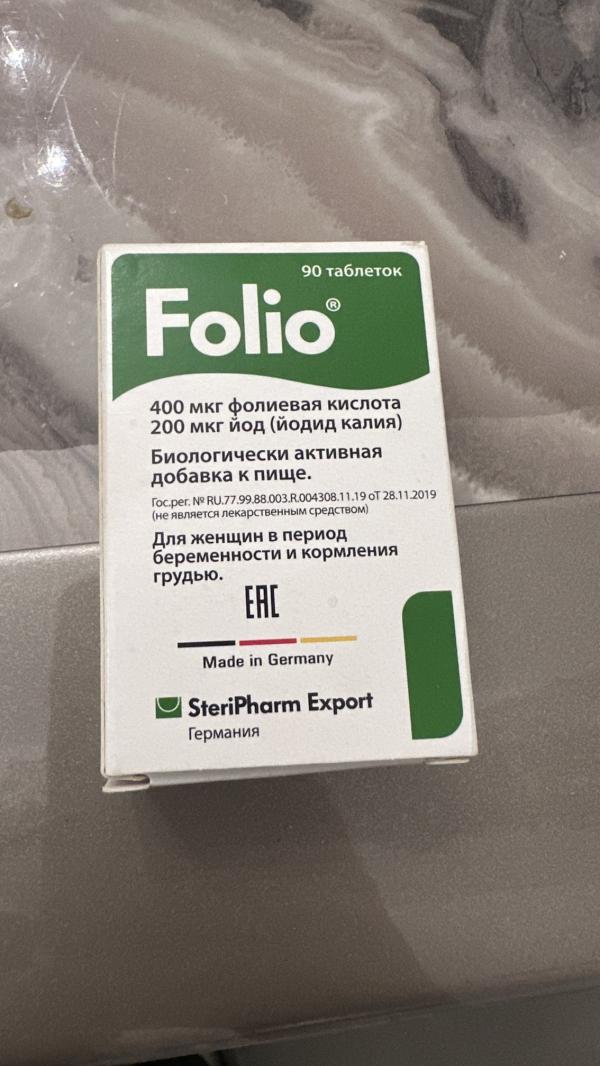 90 таблеток
Folio®
400 мкг фолиевая кислота
200 мкг йод (йодид калия)
Биологически активная
добавка к пище.
Гос.рег. № RU.77.99.88.003.R.004308.11.19 оТ 28.11.2019
(не является лекарственным средством)
Для женщин в период
беременности и кормления
грудью.
EAC
Made in Germany
SteriPharm Export
Германия